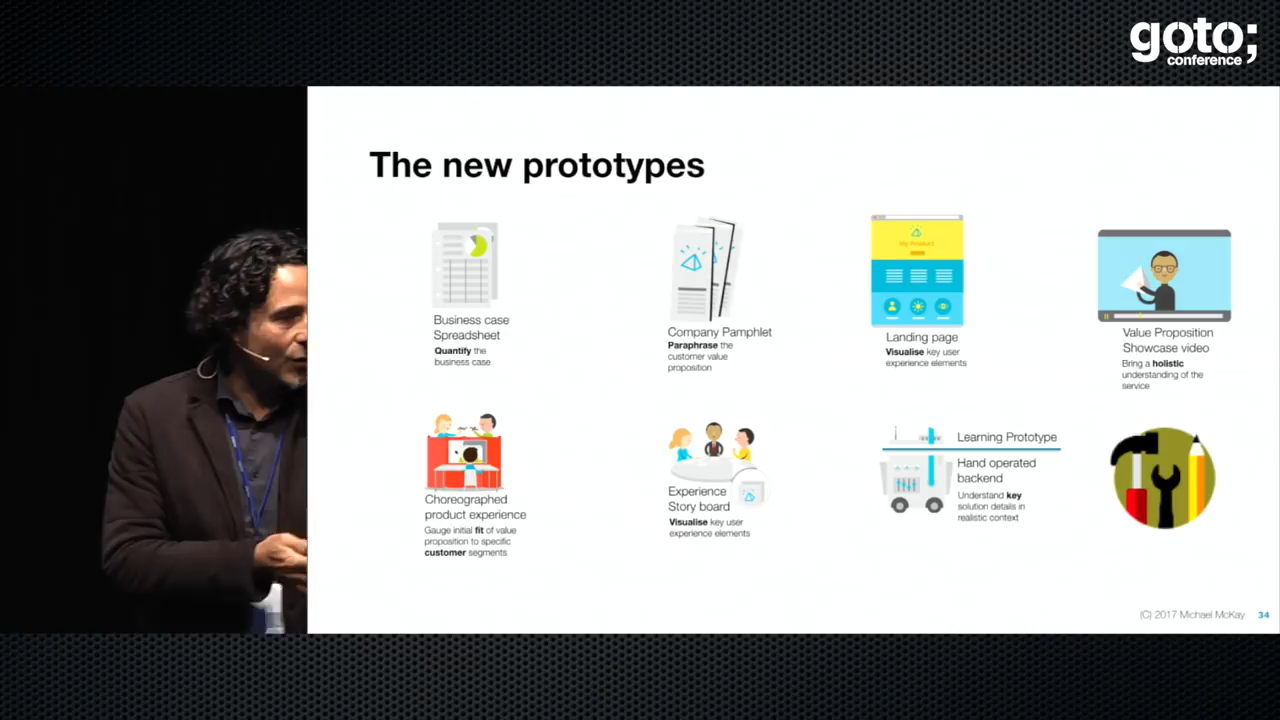 goto;
conference
The new prototypes
Business case
Spreadsheet
Quantify the
business case
Company Pamphlet
Paraphrase the
customer value
proposition
My Product
Landing page
Visualise key user
experience elements
Value Proposition
Showcase video
Bring a holistic
understanding of the
service
Choreographed
product experience
Gauge initial fit of value
proposition to specific
customer segments
Experience
Story board
Visualise key user
experience elements
Learning Prototype
Hand operated
backend
Understand key
solution details in
realistic context
(C) 2017 Michael McKay 34